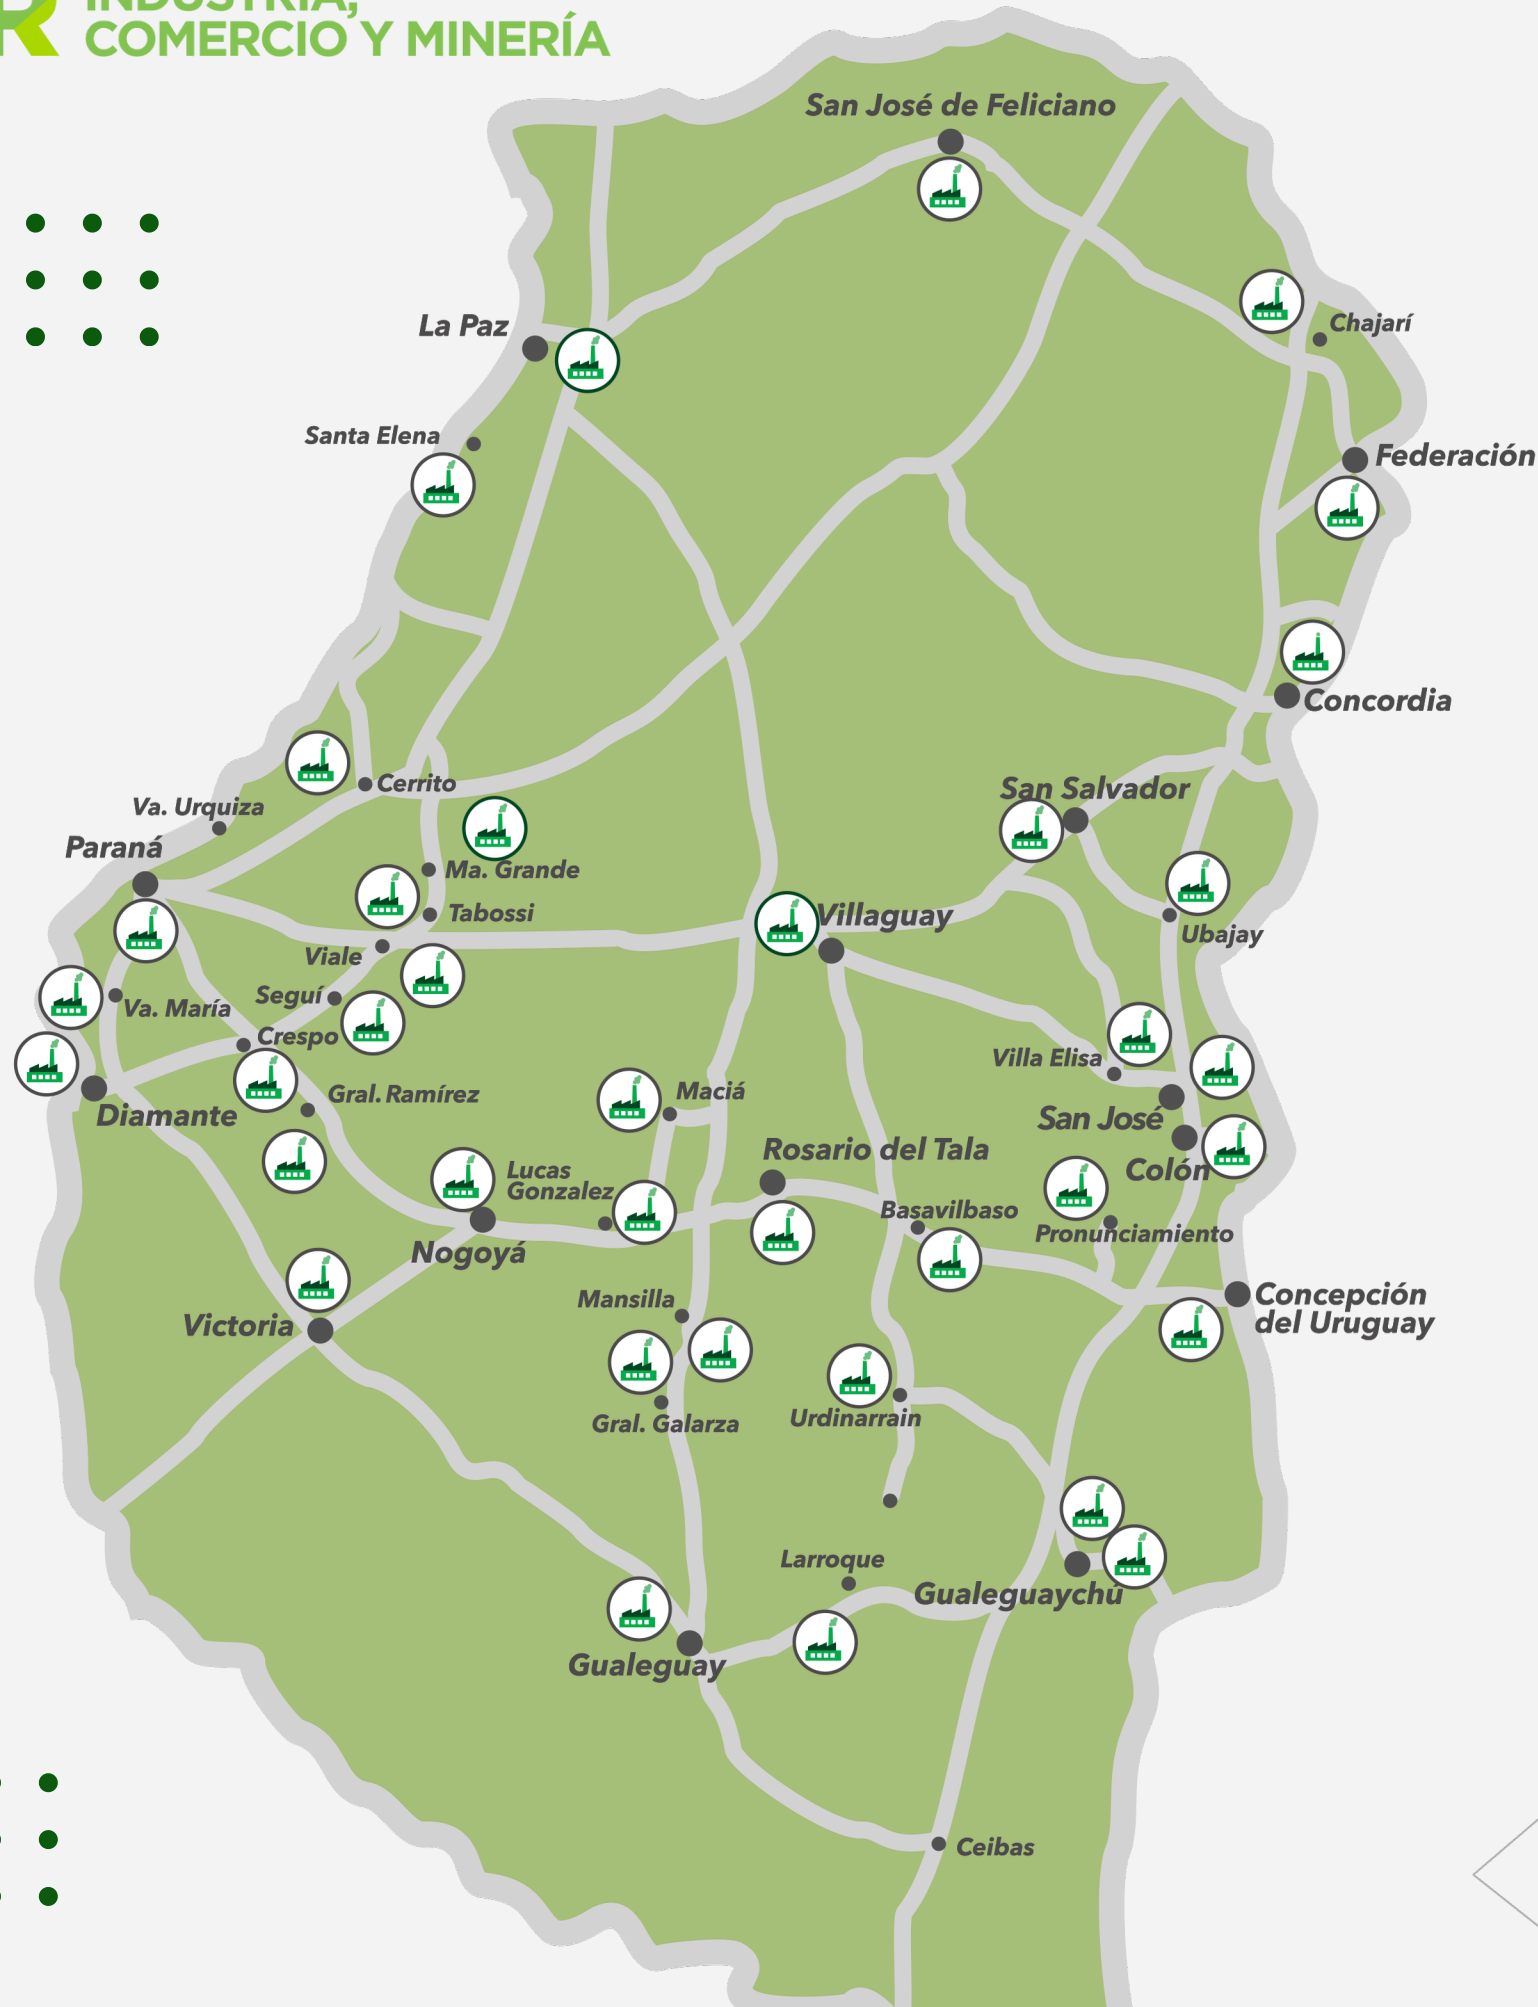 R INDUSTRIA,
COMERCIO Y MINERÍA
San José de Feliciano
La Paz
Chajarí
Santa Elena
Federación
Concordia
Cerrito
San Salvador
Va. Urquiza
Paraná
Ma. Grande
Tabossi
Villaguay
Ubajay
Viale
Seguí
Va. María
Crespo
Villa Elisa
Gral. Ramírez
Maciá
Diamante
San José
Rosario del Tala
Colón
Lucas
Gonzalez
Basavilbaso
Pronunciamiento
Nogoyá
Mansilla
Concepción
del Uruguay
Victoria
Gral. Galarza
Urdinarrain
Larroque
Gualeguaychú
Gualeguay
Ceibas